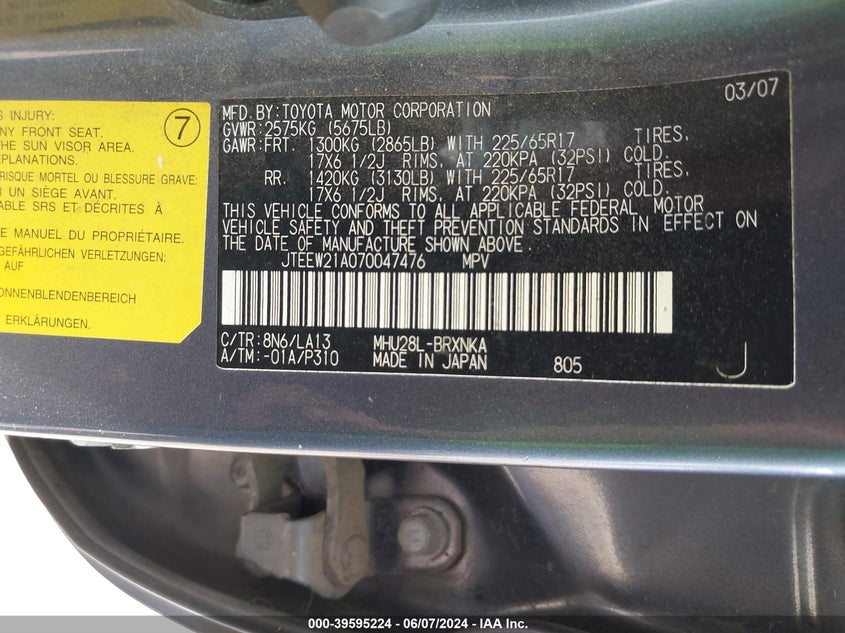 S INJURY:
NY FRONT SEAT.
THE SUN VISOR AREA.
XPLANATIONS.
RISQUE MORTEL OU BLESSURE GRAVE:
R UN SIÈGE AVANT.
ABLE SRS ET DÉCRITES À
E MANUEL DU PROPRIÉTAIRE.
GEFÄHRLICHEN VERLETZUNGEN:
AUF
ONNENBLENDENBEREICH
ERKLÄRUNGEN.
7
03/07
MFD.BY:TOYOTA MOTOR CORPORATION
GVWR:2575KG (5675LB)
GAWR:FRT. 1300KG (2865LB) WITH 225/65R17 TIRES,
17X6 1/2J RIMS, AT 220KPA (32PSI) COLD.
RR. 1420KG (3130LB) WITH 225/65R17 TIRES,
17X6 1/2J RIMS, AT 220KPA (32PSI) COLD.
THIS VEHICLE CONFORMS TO ALL APPLICABLE FEDERAL MOTOR
VEHICLE SAFETY AND THEFT PREVENTION STANDARDS IN EFFECT ON
THE DATE OF MANUFACTURE SHOWN ABOVE.
JTEEW21A070047476 MPV
C/TR:8N6/LA13 MHU28L-BRXNKA
A/TM:-01A/P310 MADE IN JAPAN 805 J
000-39595224 - 06/07/2024 - IAA Inc.